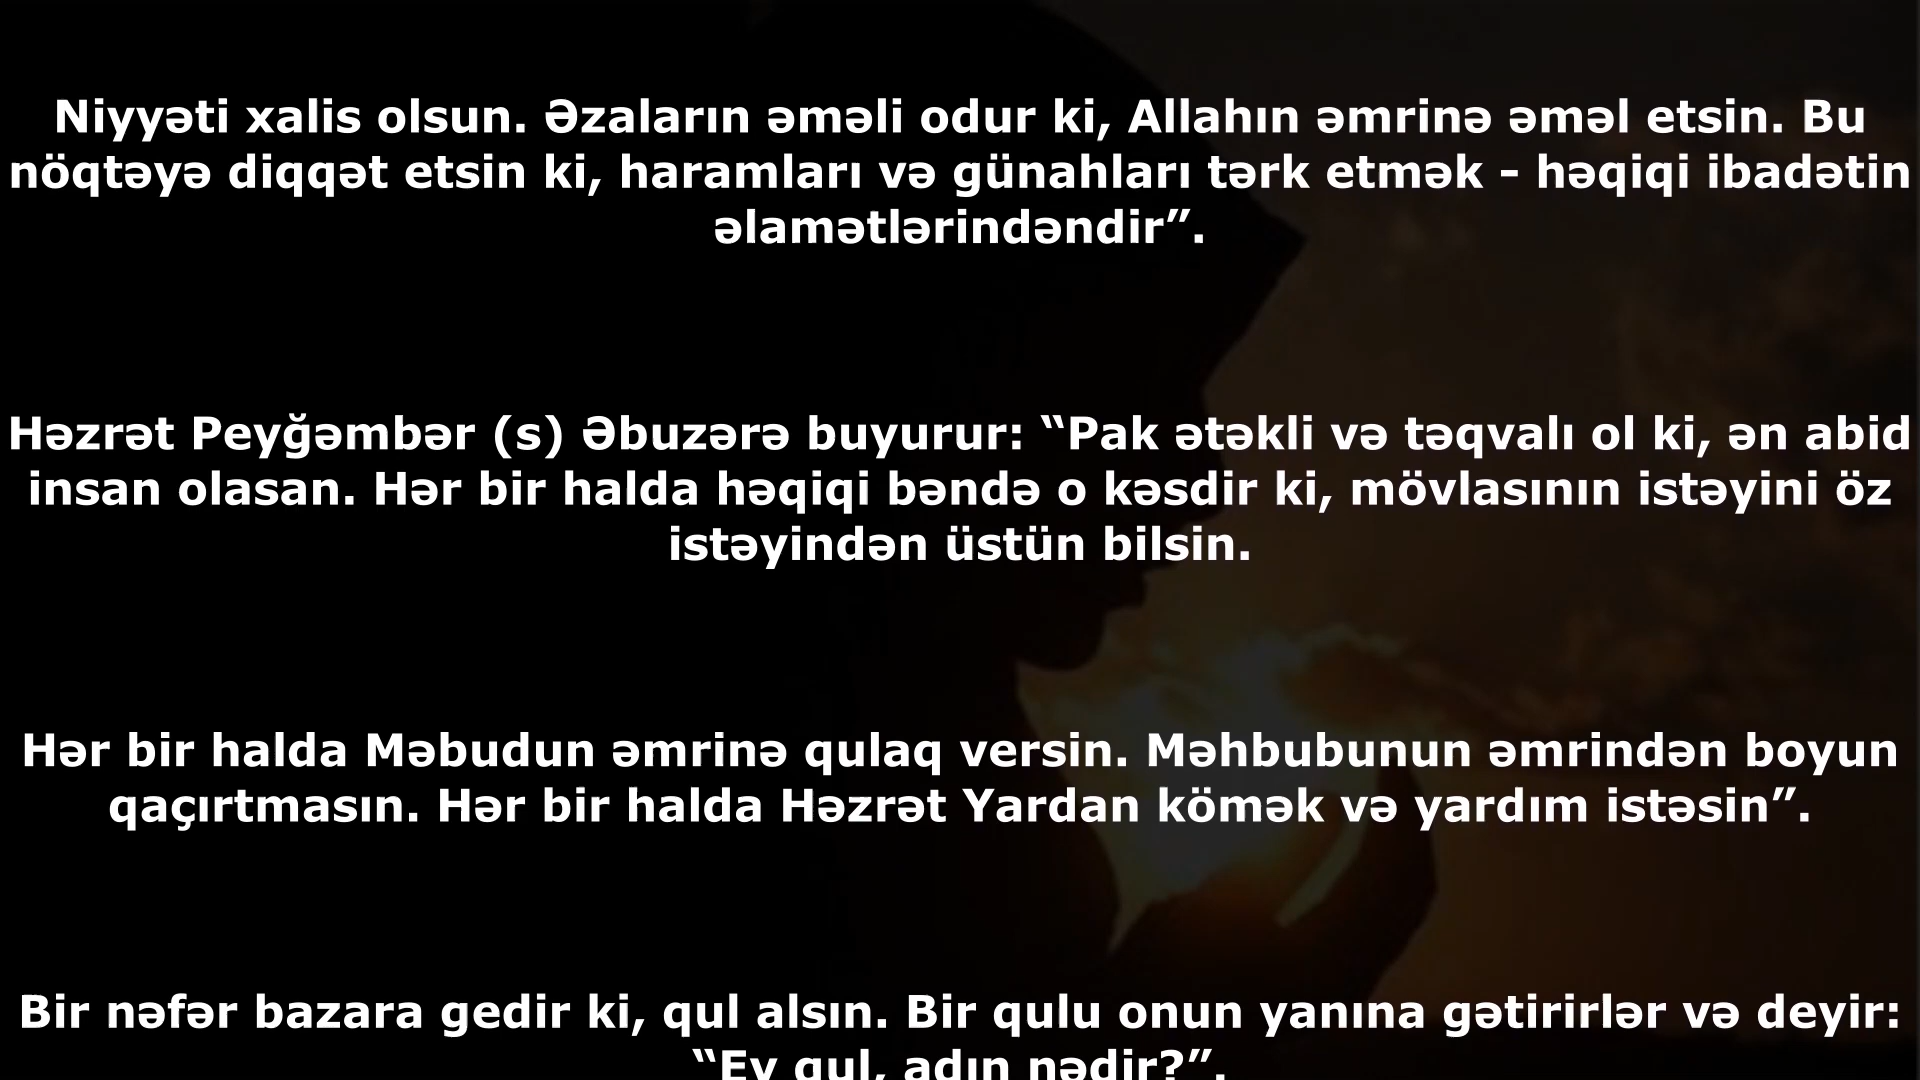 Niyyəti xalis olsun. Əzaların əməli odur ki, Allahın əmrinə əməl etsin. Bu
nöqtəyə diqqət etsin ki, haramları və günahları tərk etmək - həqiqi ibadətin
əlamətlərindəndir”.
Həzrət Peyğəmbər (s) Əbuzərə buyurur: “Pak ətəkli və təqvalı ol ki, ən abid
insan olasan. Hər bir halda həqiqi bəndə o kəsdir ki, mövlasının istəyini öz
istəyindən üstün bilsin.
Hər bir halda Məbudun əmrinə qulaq versin. Məhbubunun əmrindən boyun
qaçırtmasın. Hər bir halda Həzrət Yardan kömək və yardım istəsin”.
Bir nəfər bazara gedir ki, qul alsın. Bir qulu onun yanına gətirirlər və deyir:
“Ey qul, adın nədir?”.